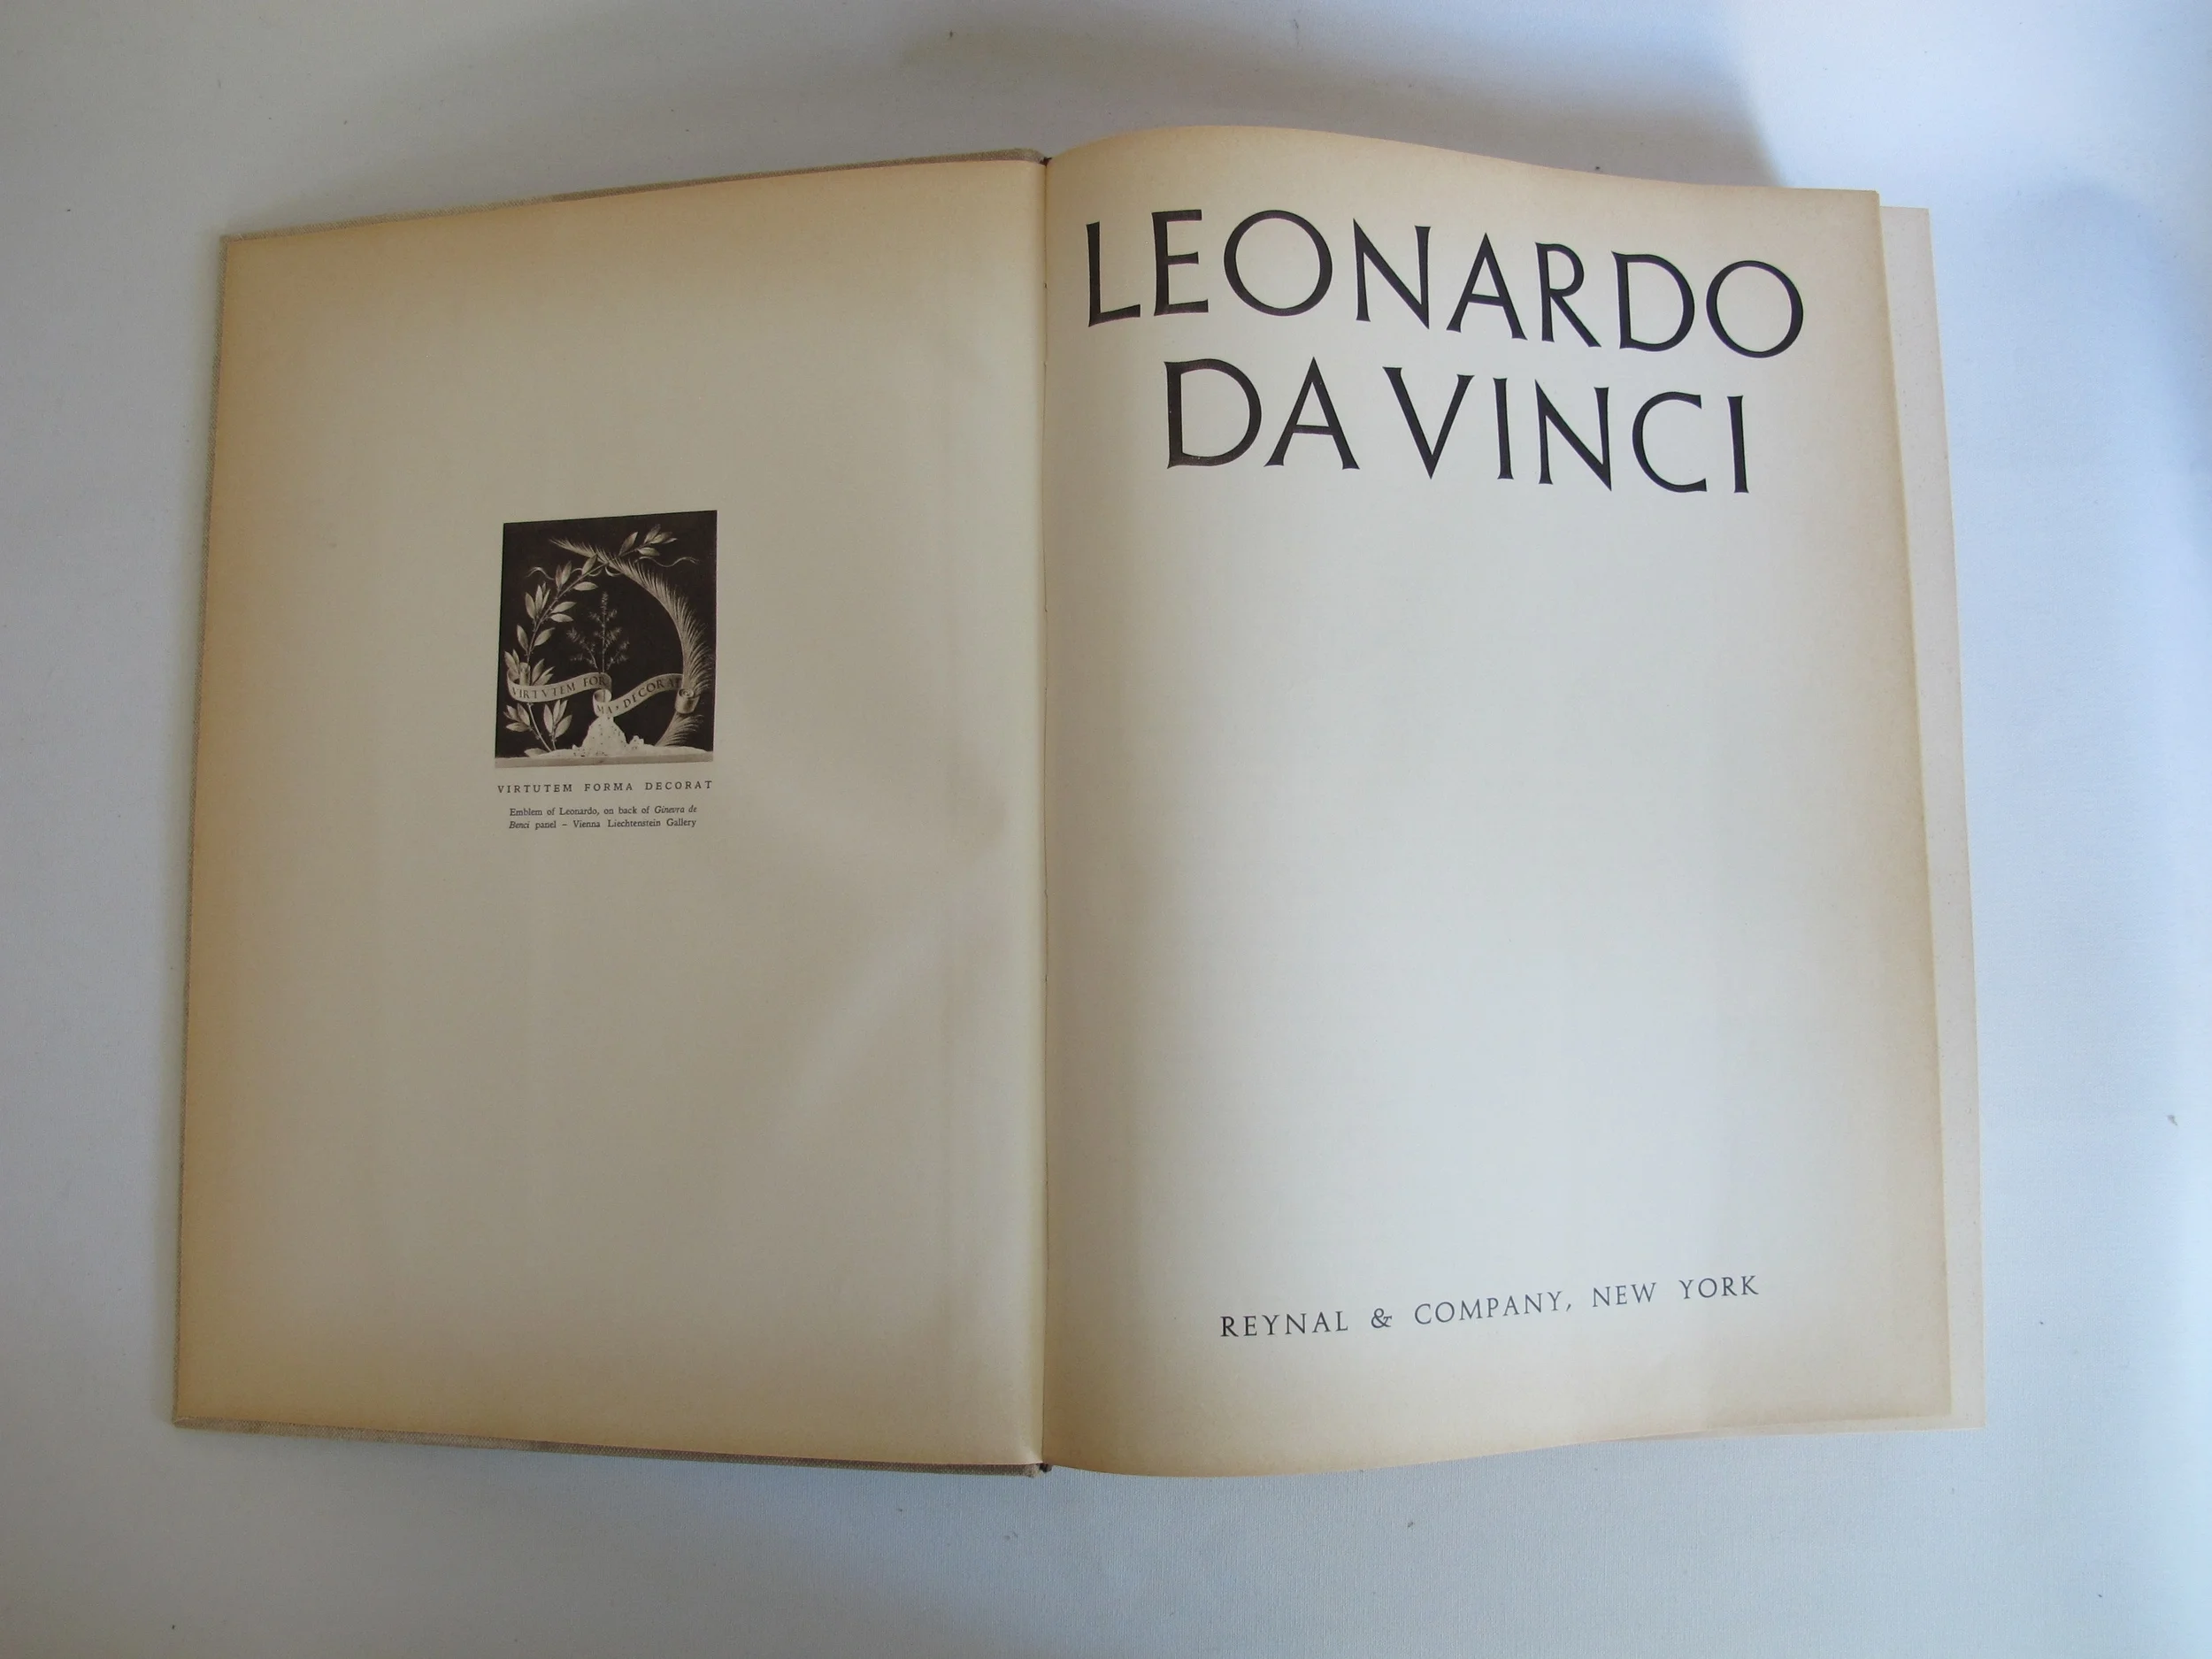 VIRTVTEM FOR
MA DECORA
VIRTUTEM FORMA DECORAT
Emblem of Leonardo, on back of Ginevra de
Benci panel – Vienna Liechtenstein Gallery
LEONARDO
DA VINCI
REYNAL & COMPANY, NEW YORK